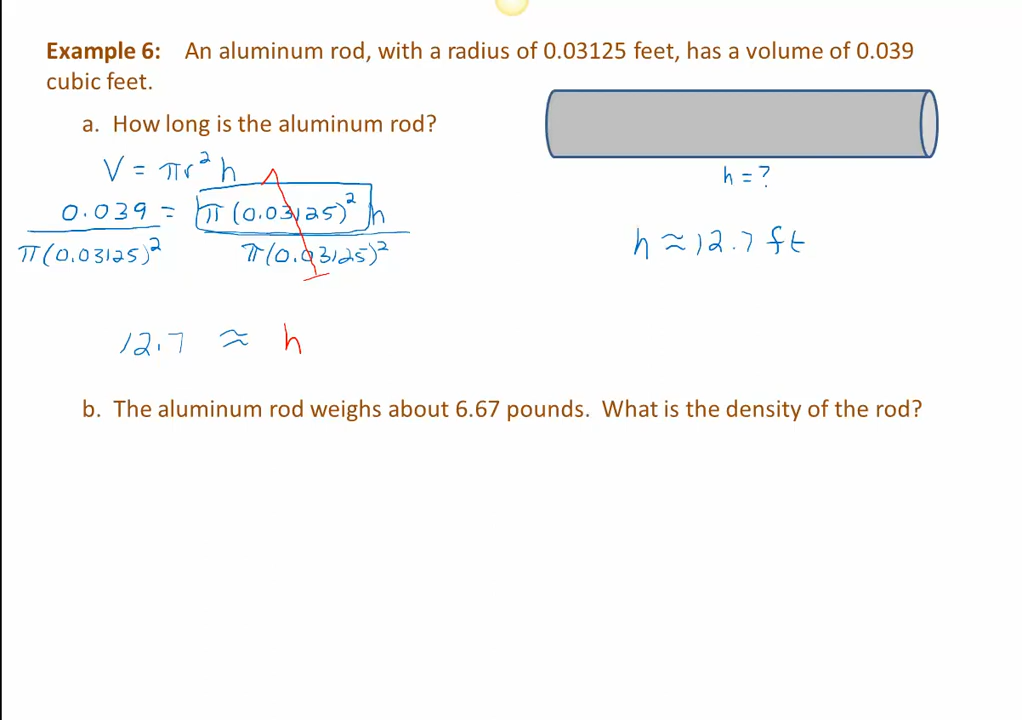 Example 6: An aluminum rod, with a radius of 0.03125 feet, has a volume of 0.039
cubic feet.
a. How long is the aluminum rod?
V = πr² h
h = ?
0.039 = π (0.03125)² h
π (0.03125)² π (0.03125)²
h ≈ 12.7 ft
12.7 ≈ h
b. The aluminum rod weighs about 6.67 pounds. What is the density of the rod?